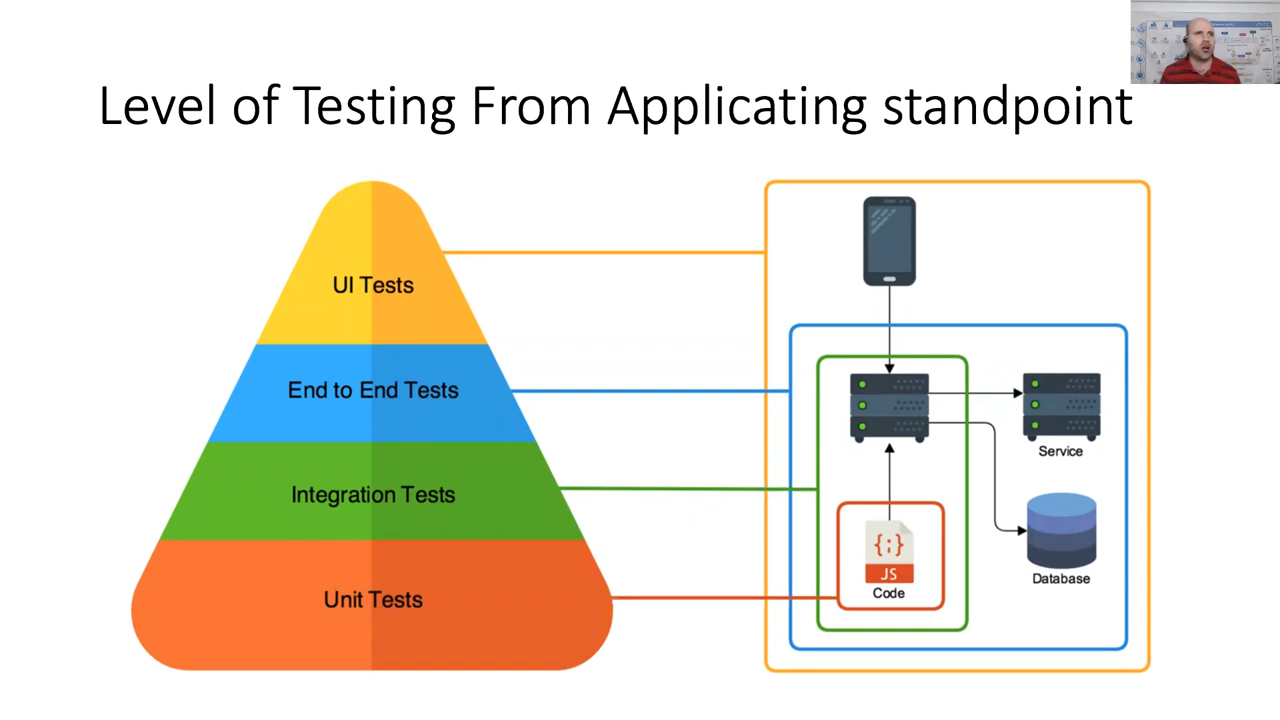 Level of Testing From Applicating standpoint
UI Tests
End to End Tests
Integration Tests
Unit Tests
Service
Database
{;}
JS
Code